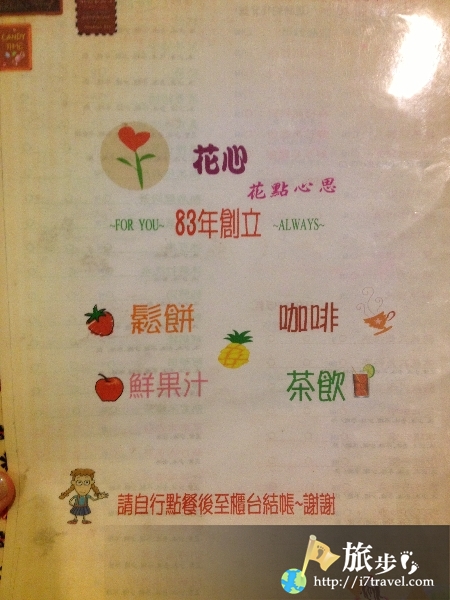 CANDY
TIME
花心
花點心思
~FOR YOU~ 83年創立 ~ALWAYS~
鬆餅 咖啡
鮮果汁 茶飲
請自行點餐後至櫃台結帳~謝謝
旅步
http://i7travel.com